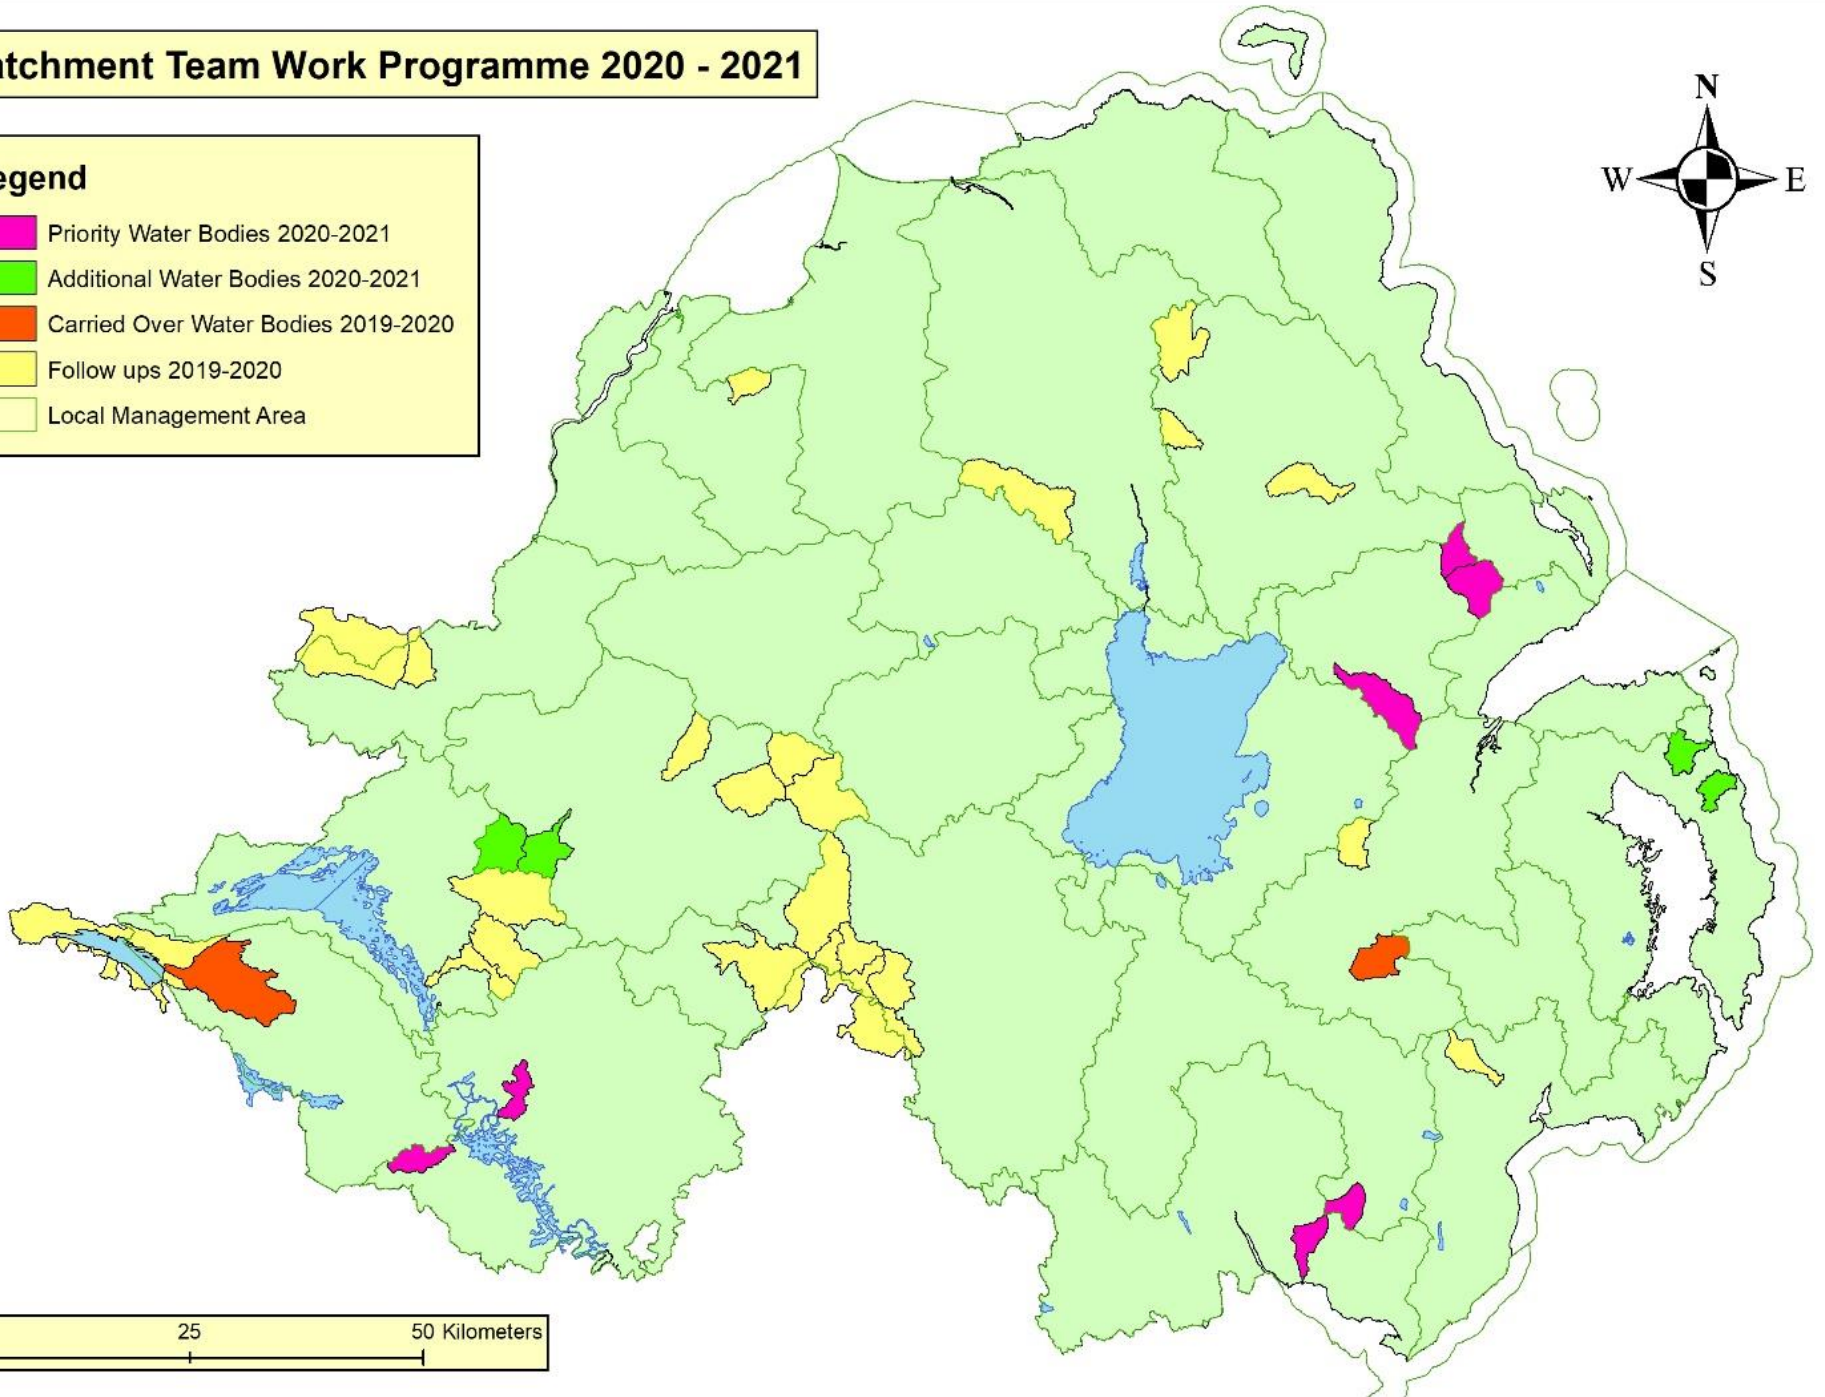 atchment Team Work Programme 2020 - 2021
egend
Priority Water Bodies 2020-2021
Additional Water Bodies 2020-2021
Carried Over Water Bodies 2019-2020
Follow ups 2019-2020
Local Management Area
N
W E
S
25 50 Kilometers